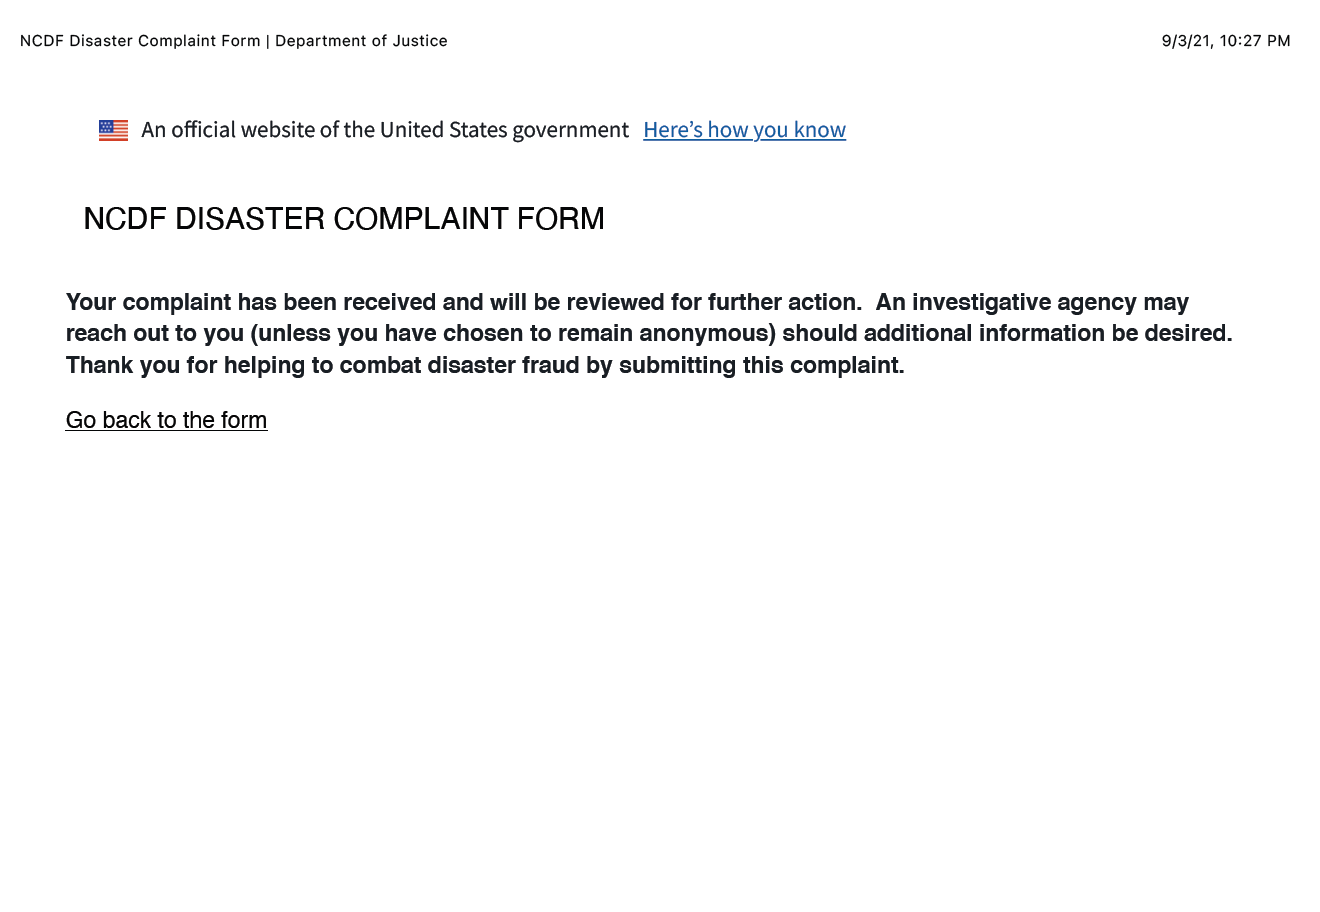 NCDF Disaster Complaint Form | Department of Justice 9/3/21, 10:27 PM
An official website of the United States government Here’s how you know
NCDF DISASTER COMPLAINT FORM
Your complaint has been received and will be reviewed for further action.  An investigative agency may
reach out to you (unless you have chosen to remain anonymous) should additional information be desired.
Thank you for helping to combat disaster fraud by submitting this complaint.
Go back to the form